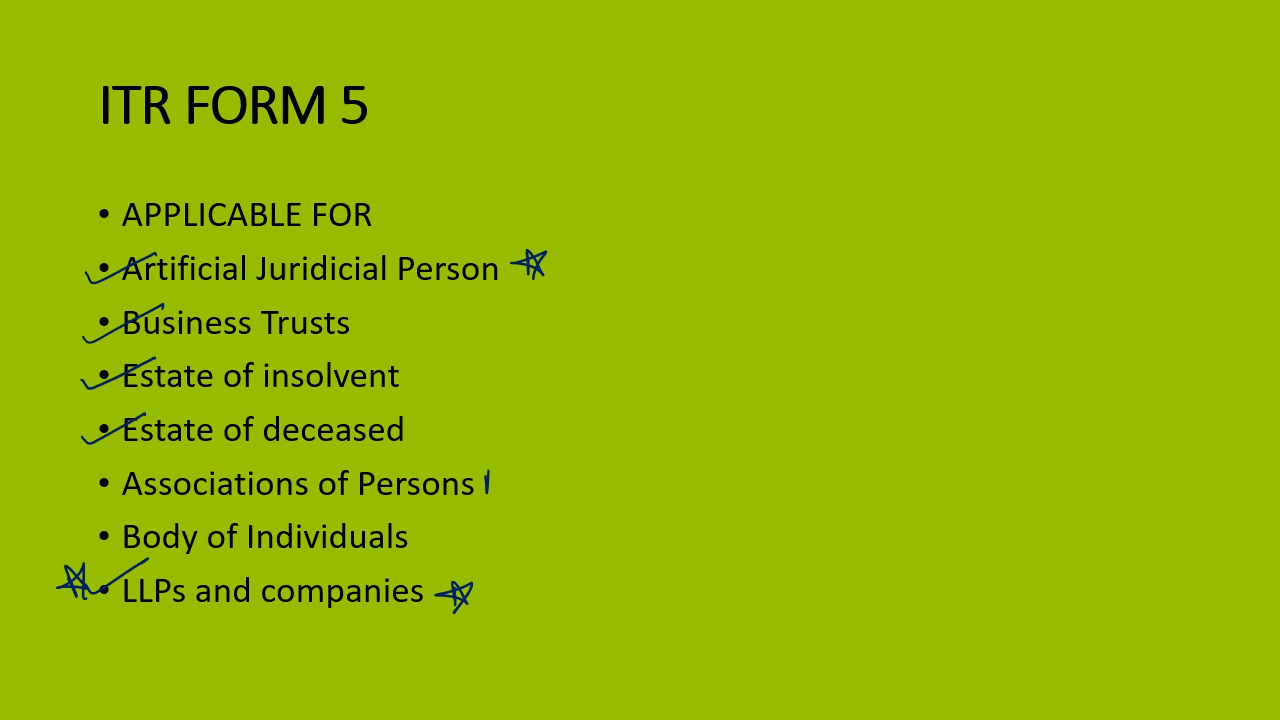 ITR FORM 5
• APPLICABLE FOR
• Artificial Juridicial Person
• Business Trusts
• Estate of insolvent
• Estate of deceased
• Associations of Persons
• Body of Individuals
• LLPs and companies